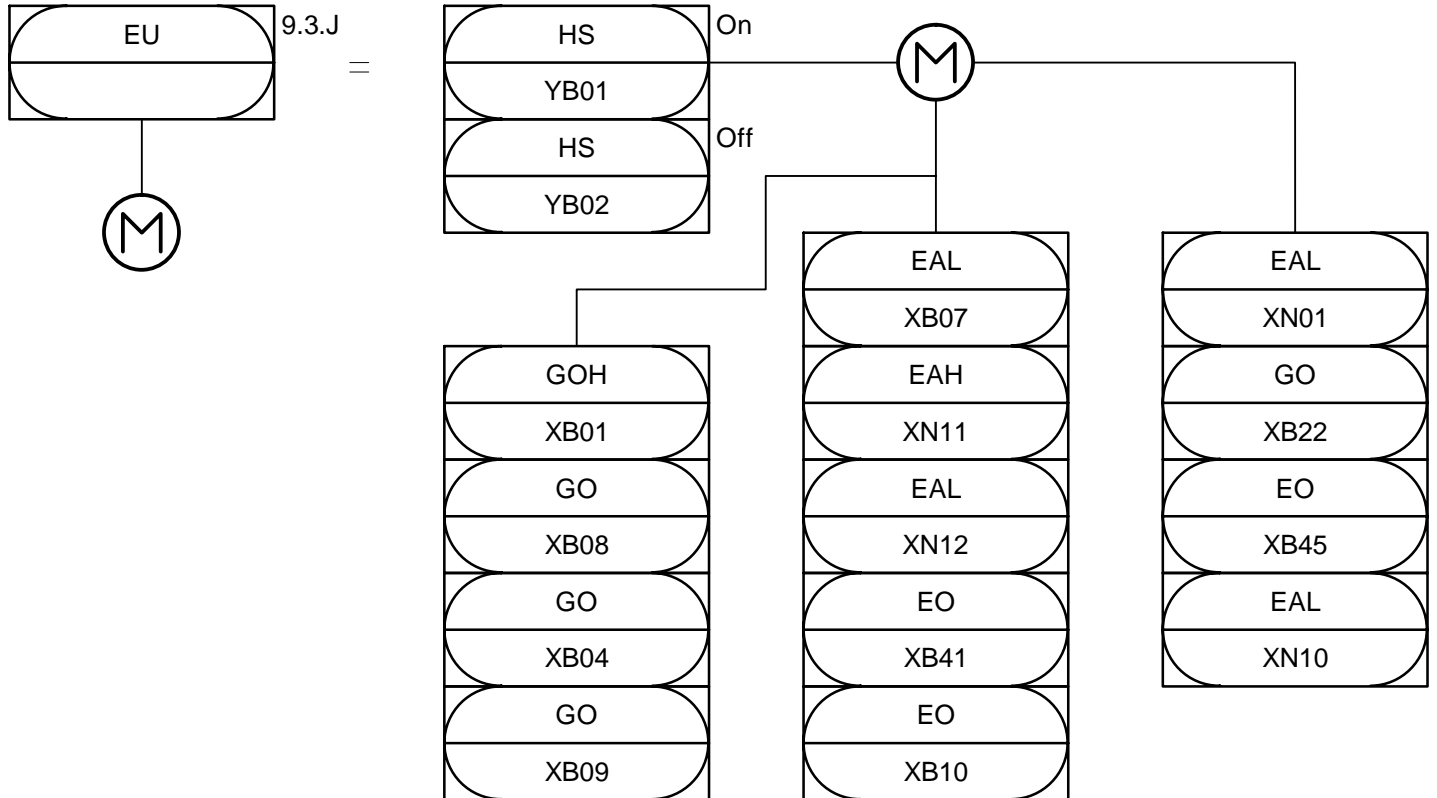 EU
9.3.J
=
HS
On
YB01
HS
Off
YB02
M
M
GOH
XB01
GO
XB08
GO
XB04
GO
XB09
EAL
XB07
EAH
XN11
EAL
XN12
EO
XB41
EO
XB10
EAL
XN01
GO
XB22
EO
XB45
EAL
XN10